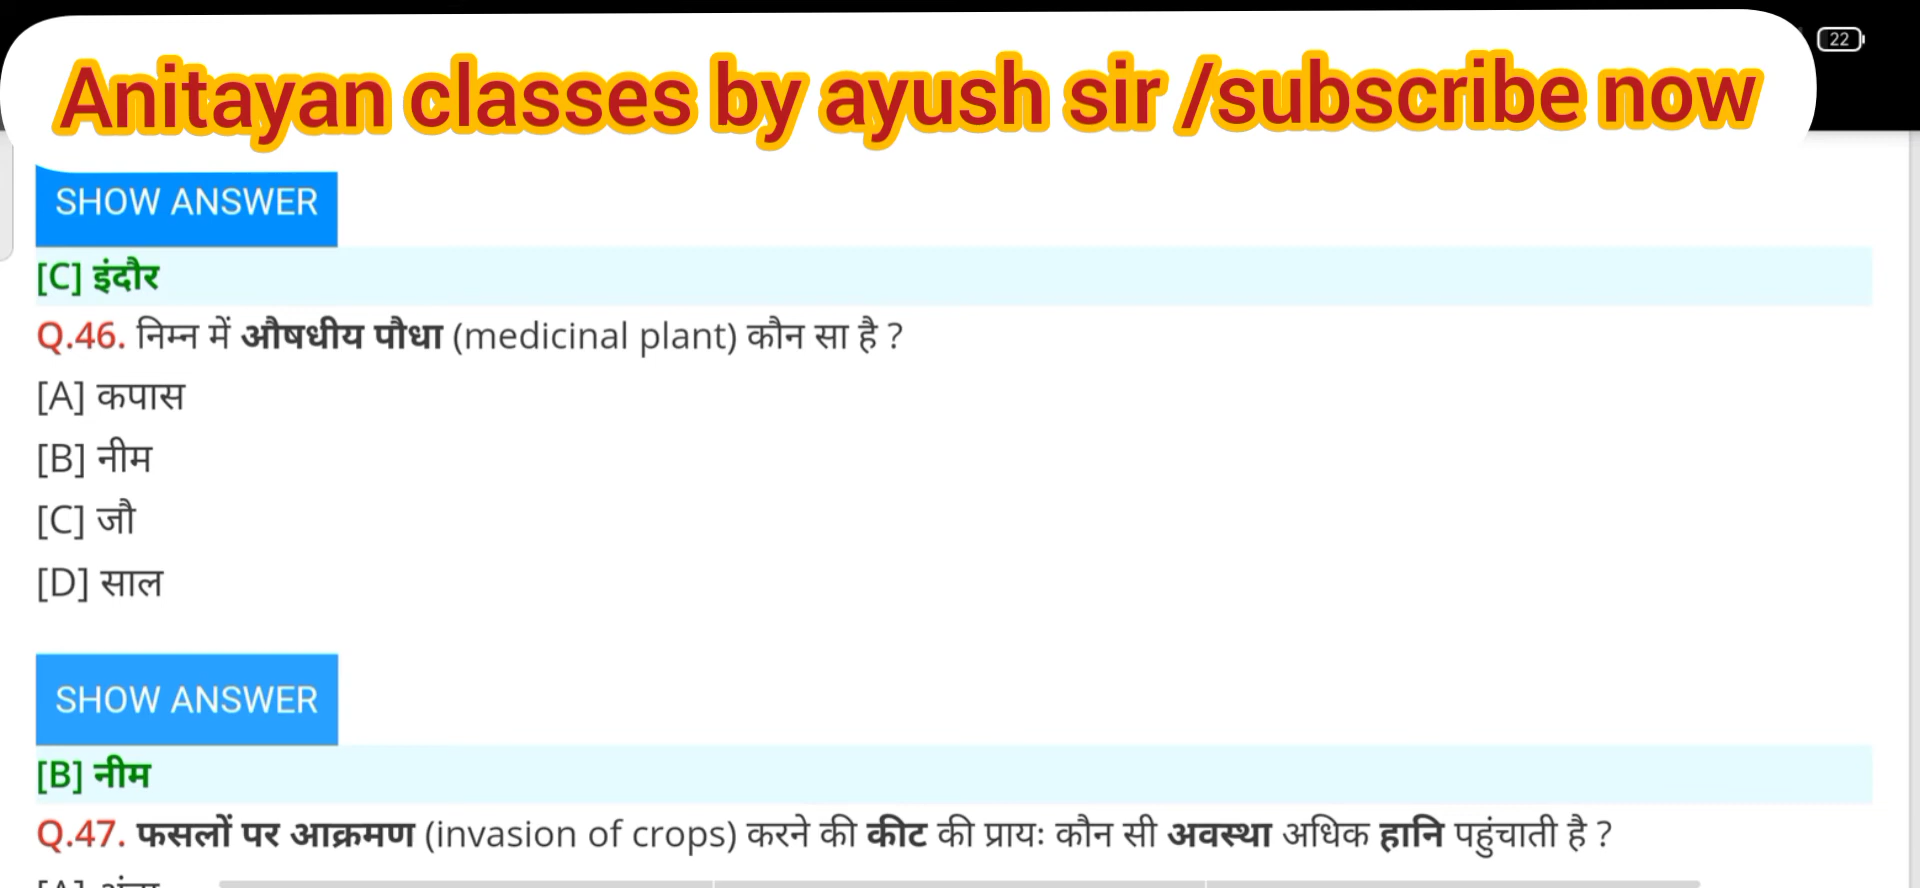 22
Anitayan classes by ayush sir /subscribe now
SHOW ANSWER
[C] इंदौर
Q.46. निम्न में औषधीय पौधा (medicinal plant) कौन सा है ?
[A] कपास
[B] नीम
[C] जौ
[D] साल
SHOW ANSWER
[B] नीम
Q.47. फसलों पर आक्रमण (invasion of crops) करने की कीट की प्रायः कौन सी अवस्था अधिक हानि पहुंचाती है ?
[A]